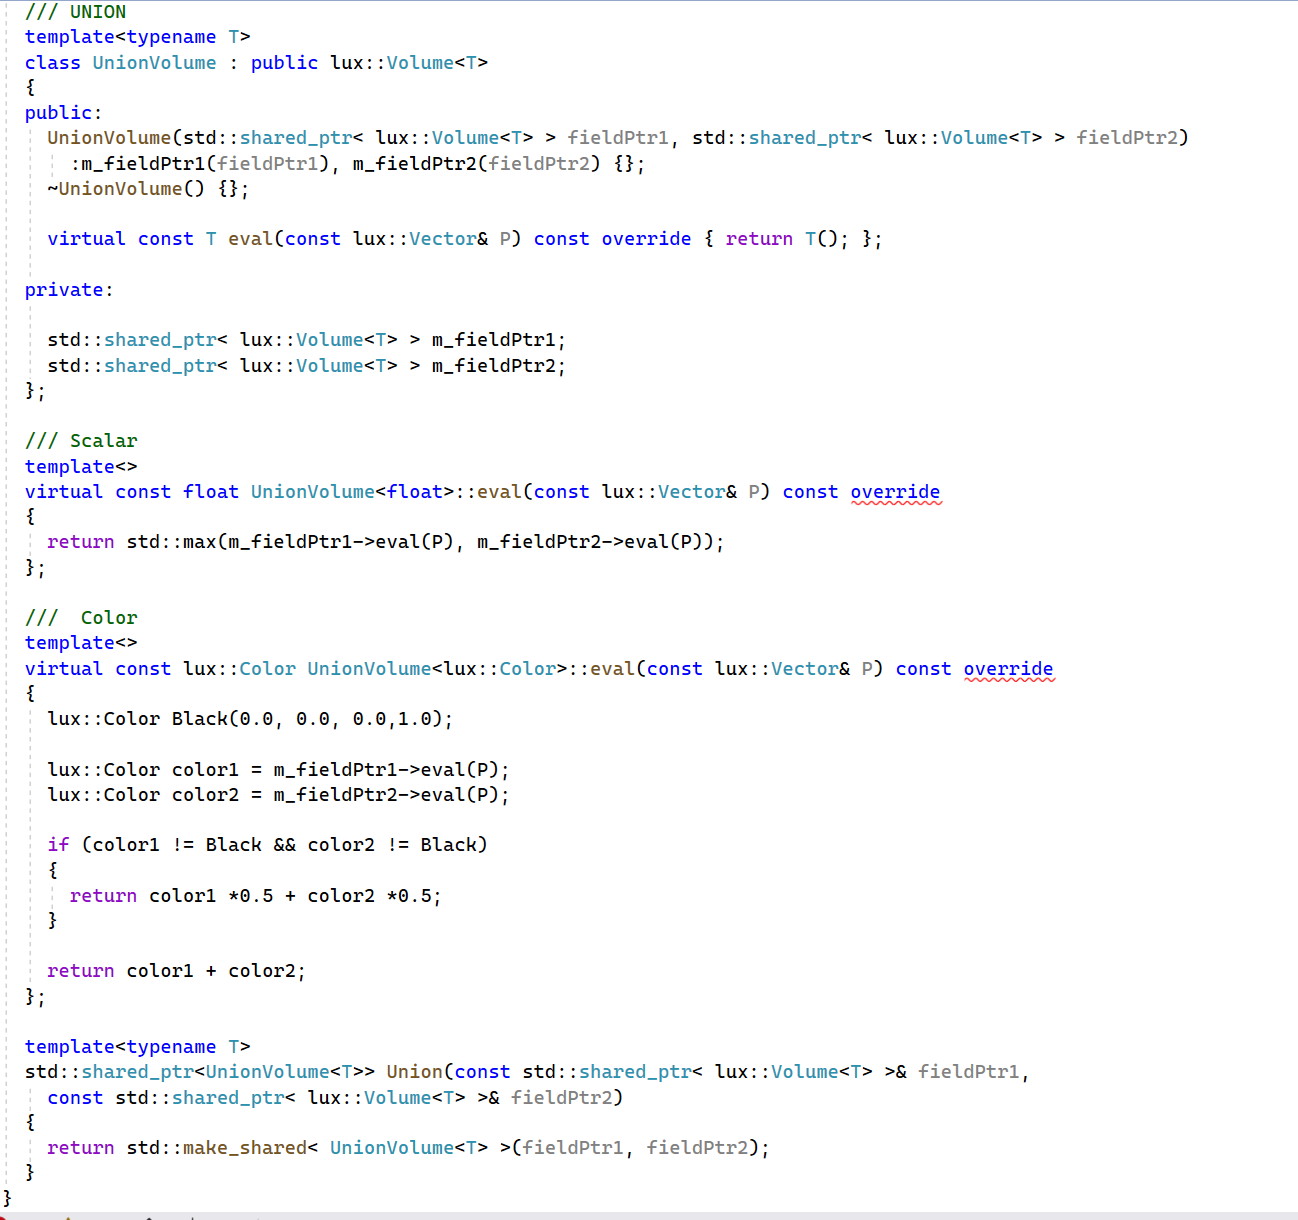 /// UNION
template<typename T>
class UnionVolume : public lux::Volume<T>
{
public:
  UnionVolume(std::shared_ptr< lux::Volume<T> > fieldPtr1, std::shared_ptr< lux::Volume<T> > fieldPtr2)
    :m_fieldPtr1(fieldPtr1), m_fieldPtr2(fieldPtr2) {};
  ~UnionVolume() {};

  virtual const T eval(const lux::Vector& P) const override { return T(); };

private:

  std::shared_ptr< lux::Volume<T> > m_fieldPtr1;
  std::shared_ptr< lux::Volume<T> > m_fieldPtr2;
};

/// Scalar
template<>
virtual const float UnionVolume<float>::eval(const lux::Vector& P) const override
{
  return std::max(m_fieldPtr1->eval(P), m_fieldPtr2->eval(P));
};

///  Color
template<>
virtual const lux::Color UnionVolume<lux::Color>::eval(const lux::Vector& P) const override
{
  lux::Color Black(0.0, 0.0, 0.0,1.0);

  lux::Color color1 = m_fieldPtr1->eval(P);
  lux::Color color2 = m_fieldPtr2->eval(P);

  if (color1 != Black && color2 != Black)
  {
    return color1 *0.5 + color2 *0.5;
  }

  return color1 + color2;
};

template<typename T>
std::shared_ptr<UnionVolume<T>> Union(const std::shared_ptr< lux::Volume<T> >& fieldPtr1,
  const std::shared_ptr< lux::Volume<T> >& fieldPtr2)
{
  return std::make_shared< UnionVolume<T> >(fieldPtr1, fieldPtr2);
}
}